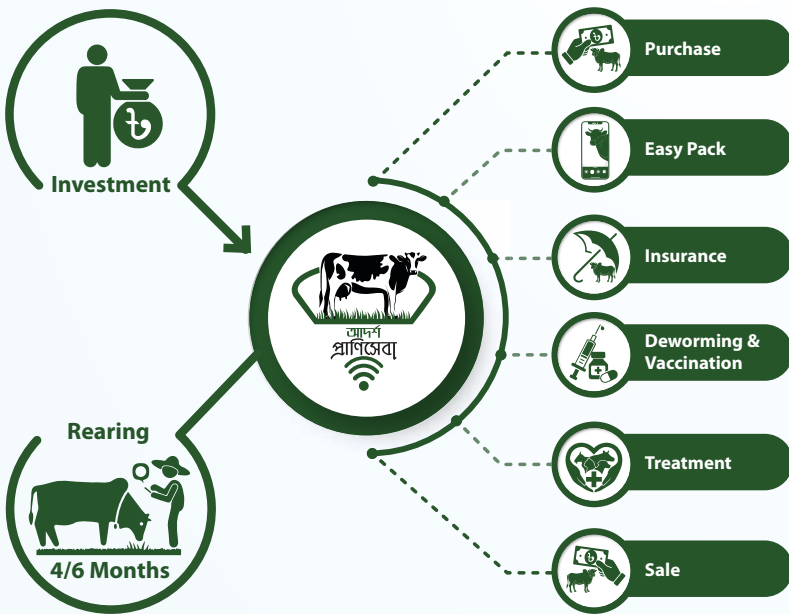 Investment
Rearing
4/6 Months
আদর্শ
প্রাণিসেবা
Purchase
Easy Pack
Insurance
Deworming &
Vaccination
Treatment
Sale